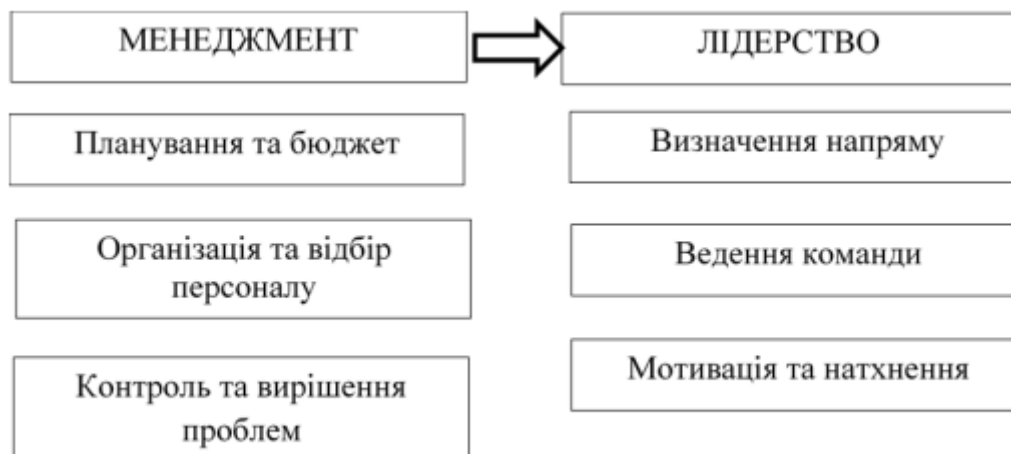 МЕНЕДЖМЕНТ
ЛІДЕРСТВО
Планування та бюджет
Визначення напряму
Організація та відбір
персоналу
Ведення команди
Контроль та вирішення
проблем
Мотивація та натхнення